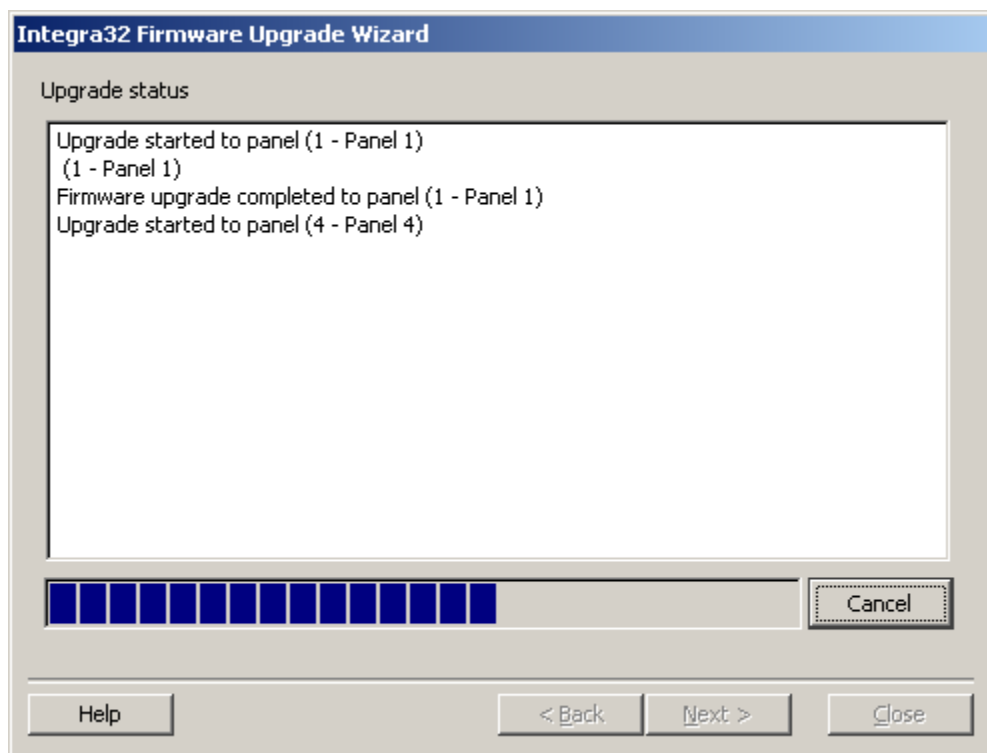 Integra32 Firmware Upgrade Wizard
Upgrade status
Upgrade started to panel (1 - Panel 1)
(1 - Panel 1)
Firmware upgrade completed to panel (1 - Panel 1)
Upgrade started to panel (4 - Panel 4)
Cancel
Help
< Back
Next >
Close